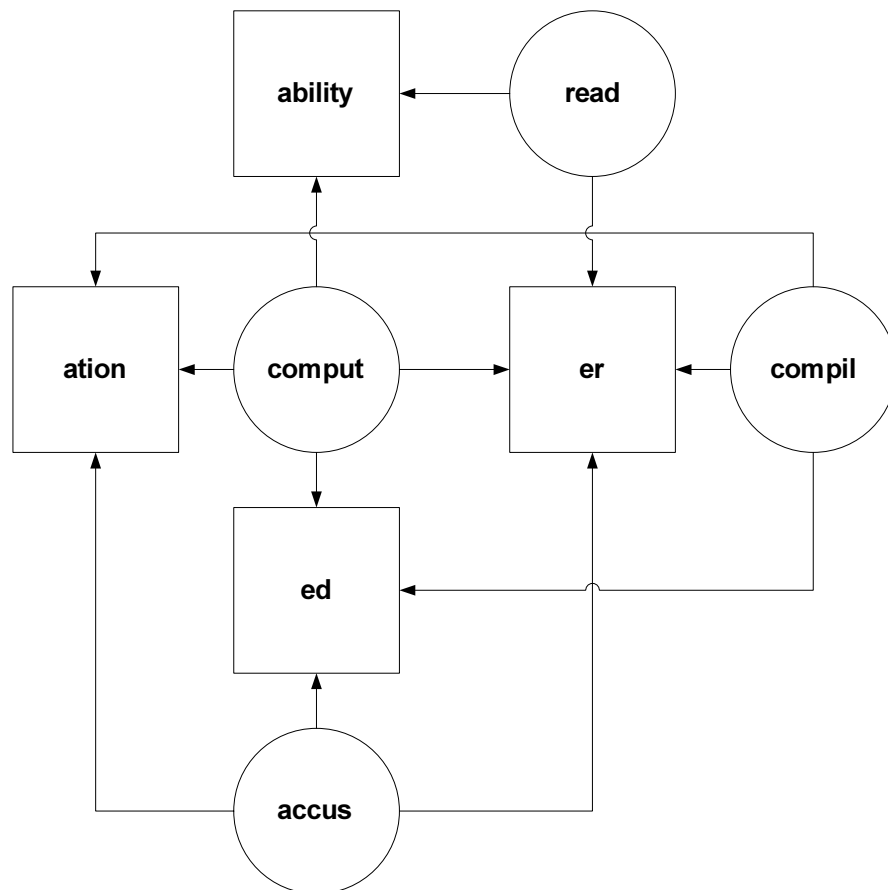 ability
read
ation
comput
er
compil
ed
accus